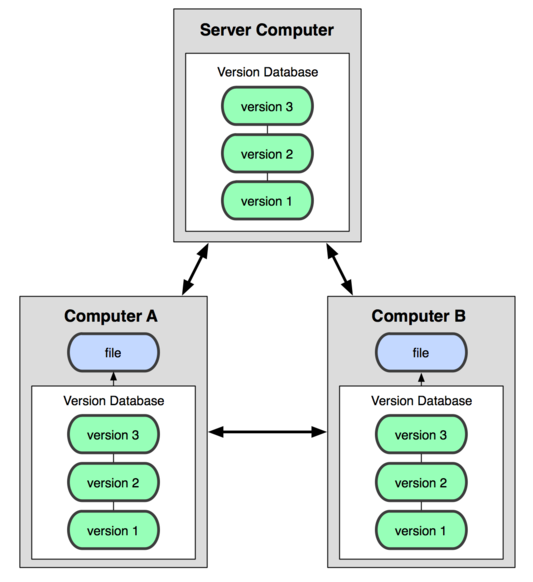 Server Computer
Version Database
version 3
version 2
version 1
Computer A
file
Version Database
version 3
version 2
version 1
Computer B
file
Version Database
version 3
version 2
version 1